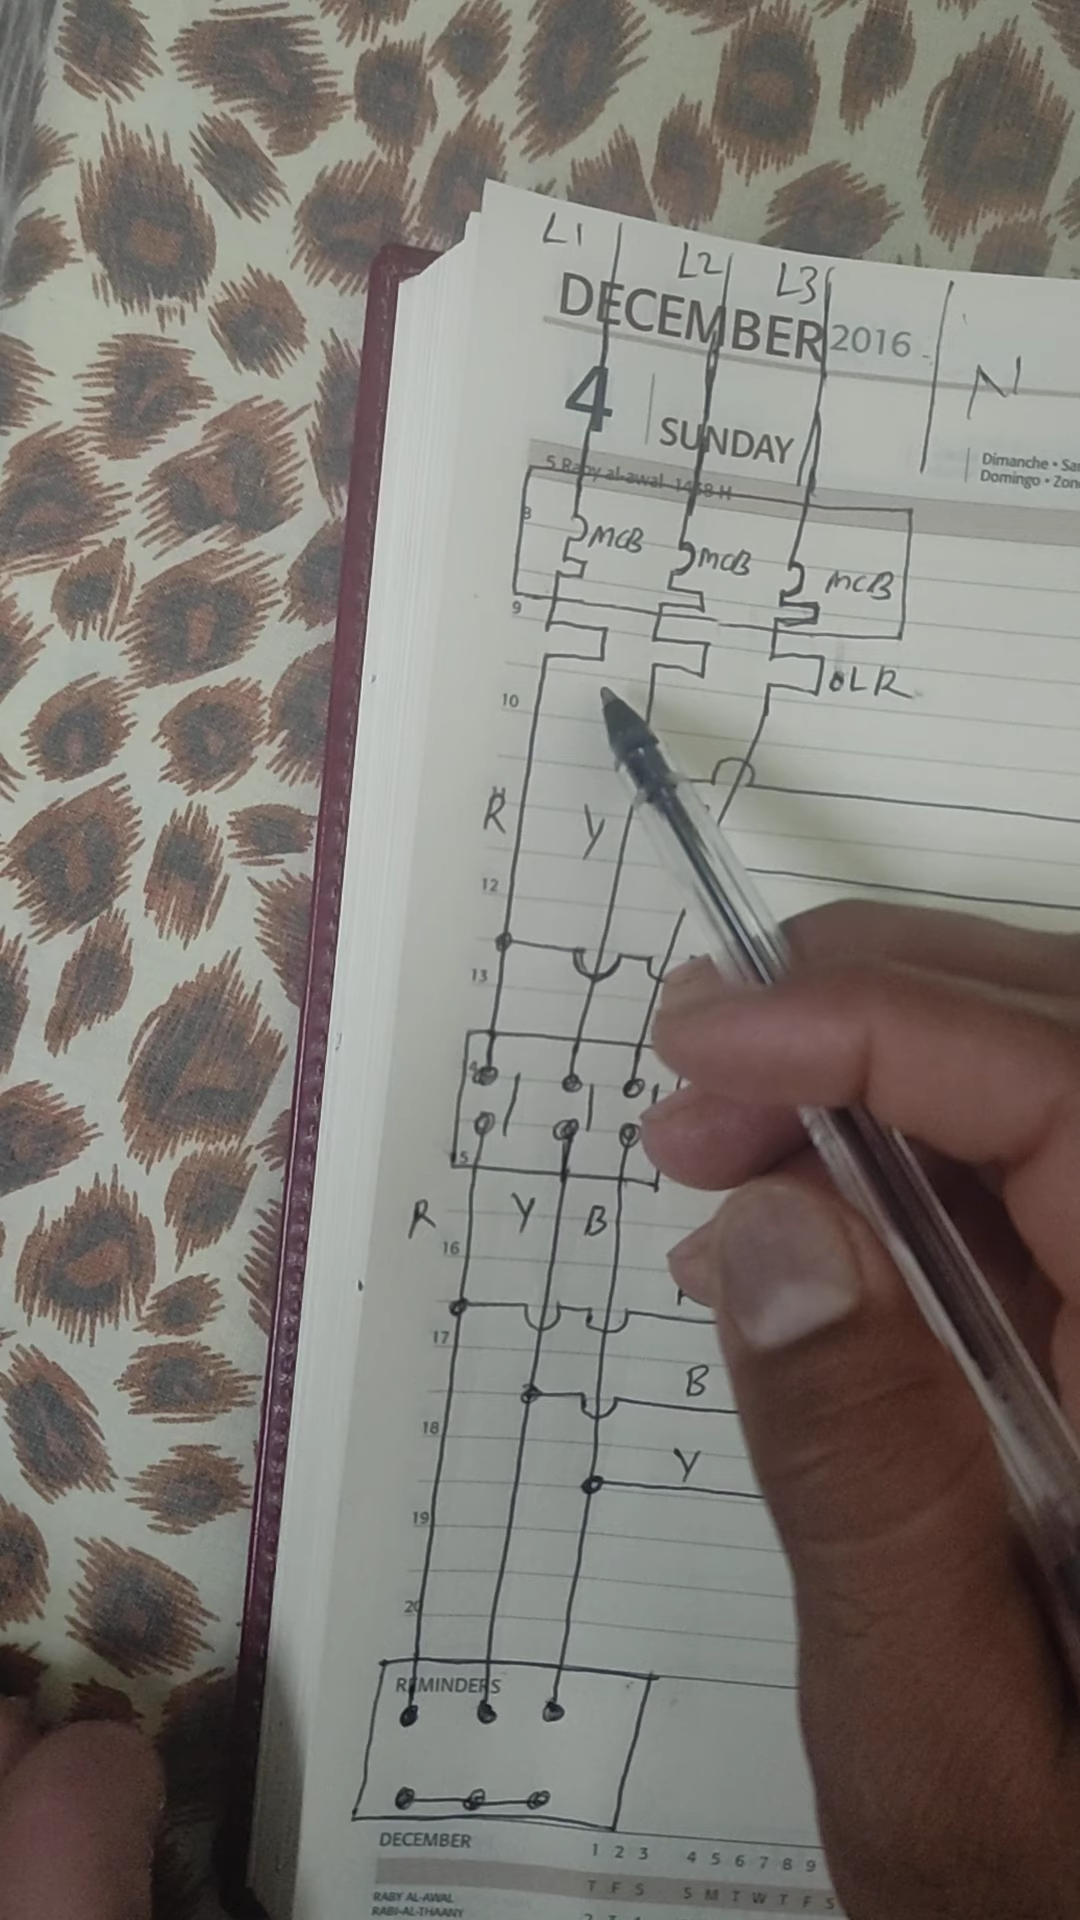 L1 L2 L3
DECEMBER 2016
N
4 SUNDAY
Dimanche • Sa
Domingo • Zon
5 Raby al-awal 1438 H
8
MCB MCB MCB
9
OLR
10
R Y
12
13
15
R Y B
16
17
B
18
Y
19
20
REMINDERS
DECEMBER 1 2 3 4 5 6 7 8 9
T F S S M T W T F S
RABY AL-AWAL
RABI-AL-THAANY